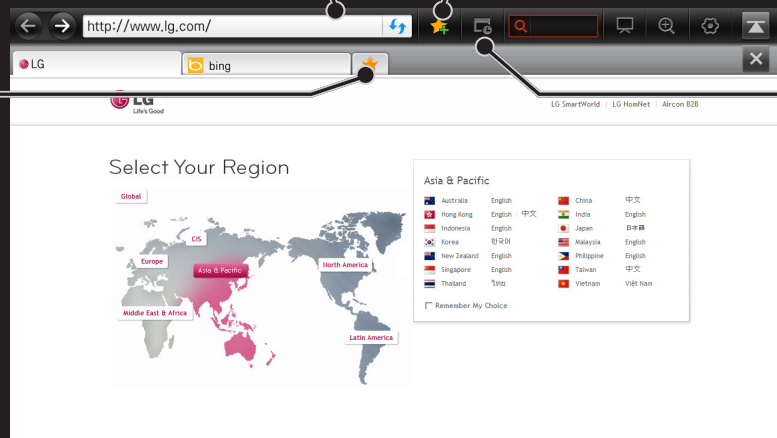 http://www.lg.com/
LG
bing
LG
Life's Good
LG SmartWorld | LG HomNet | Aircon B2B
Select Your Region
Global
CIS
Europe
Asia & Pacific
North America
Middle East & Africa
Latin America
Asia & Pacific
Australia English China 中文
Hong Kong English | 中文 India English
Indonesia English Japan 日本語
Korea 한국어 Malaysia English
New Zealand English Philippine English
Singapore English Taiwan 中文
Thailand ไทย Vietnam Việt Nam
Remember My Choice